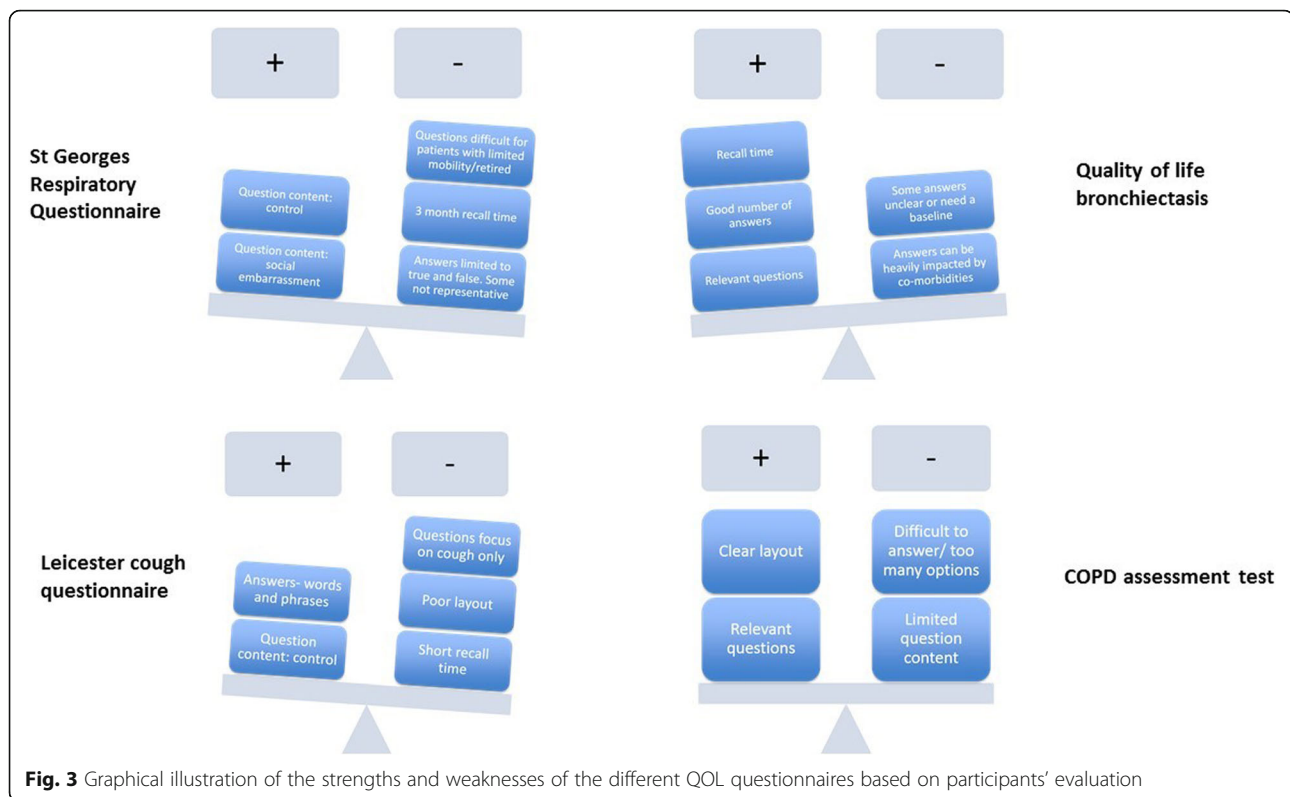 St Georges
Respiratory
Questionnaire
+
-
Question content:
control
Question content:
social
embarrassment
Questions difficult for
patients with limited
mobility/retired
3 month recall time
Answers limited to
true and false. Some
not representative
+
-
Recall time
Good number of
answers
Relevant questions
Some answers
unclear or need a
baseline
Answers can be
heavily impacted by
co-morbidities
Quality of life
bronchiectasis
Leicester cough
questionnaire
+
-
Answers- words
and phrases
Question
content: control
Questions focus
on cough only
Poor layout
Short recall
time
+
-
Clear layout
Relevant
questions
Difficult to
answer/ too
many options
Limited
question
content
COPD assessment test
Fig. 3 Graphical illustration of the strengths and weaknesses of the different QOL questionnaires based on participants’ evaluation